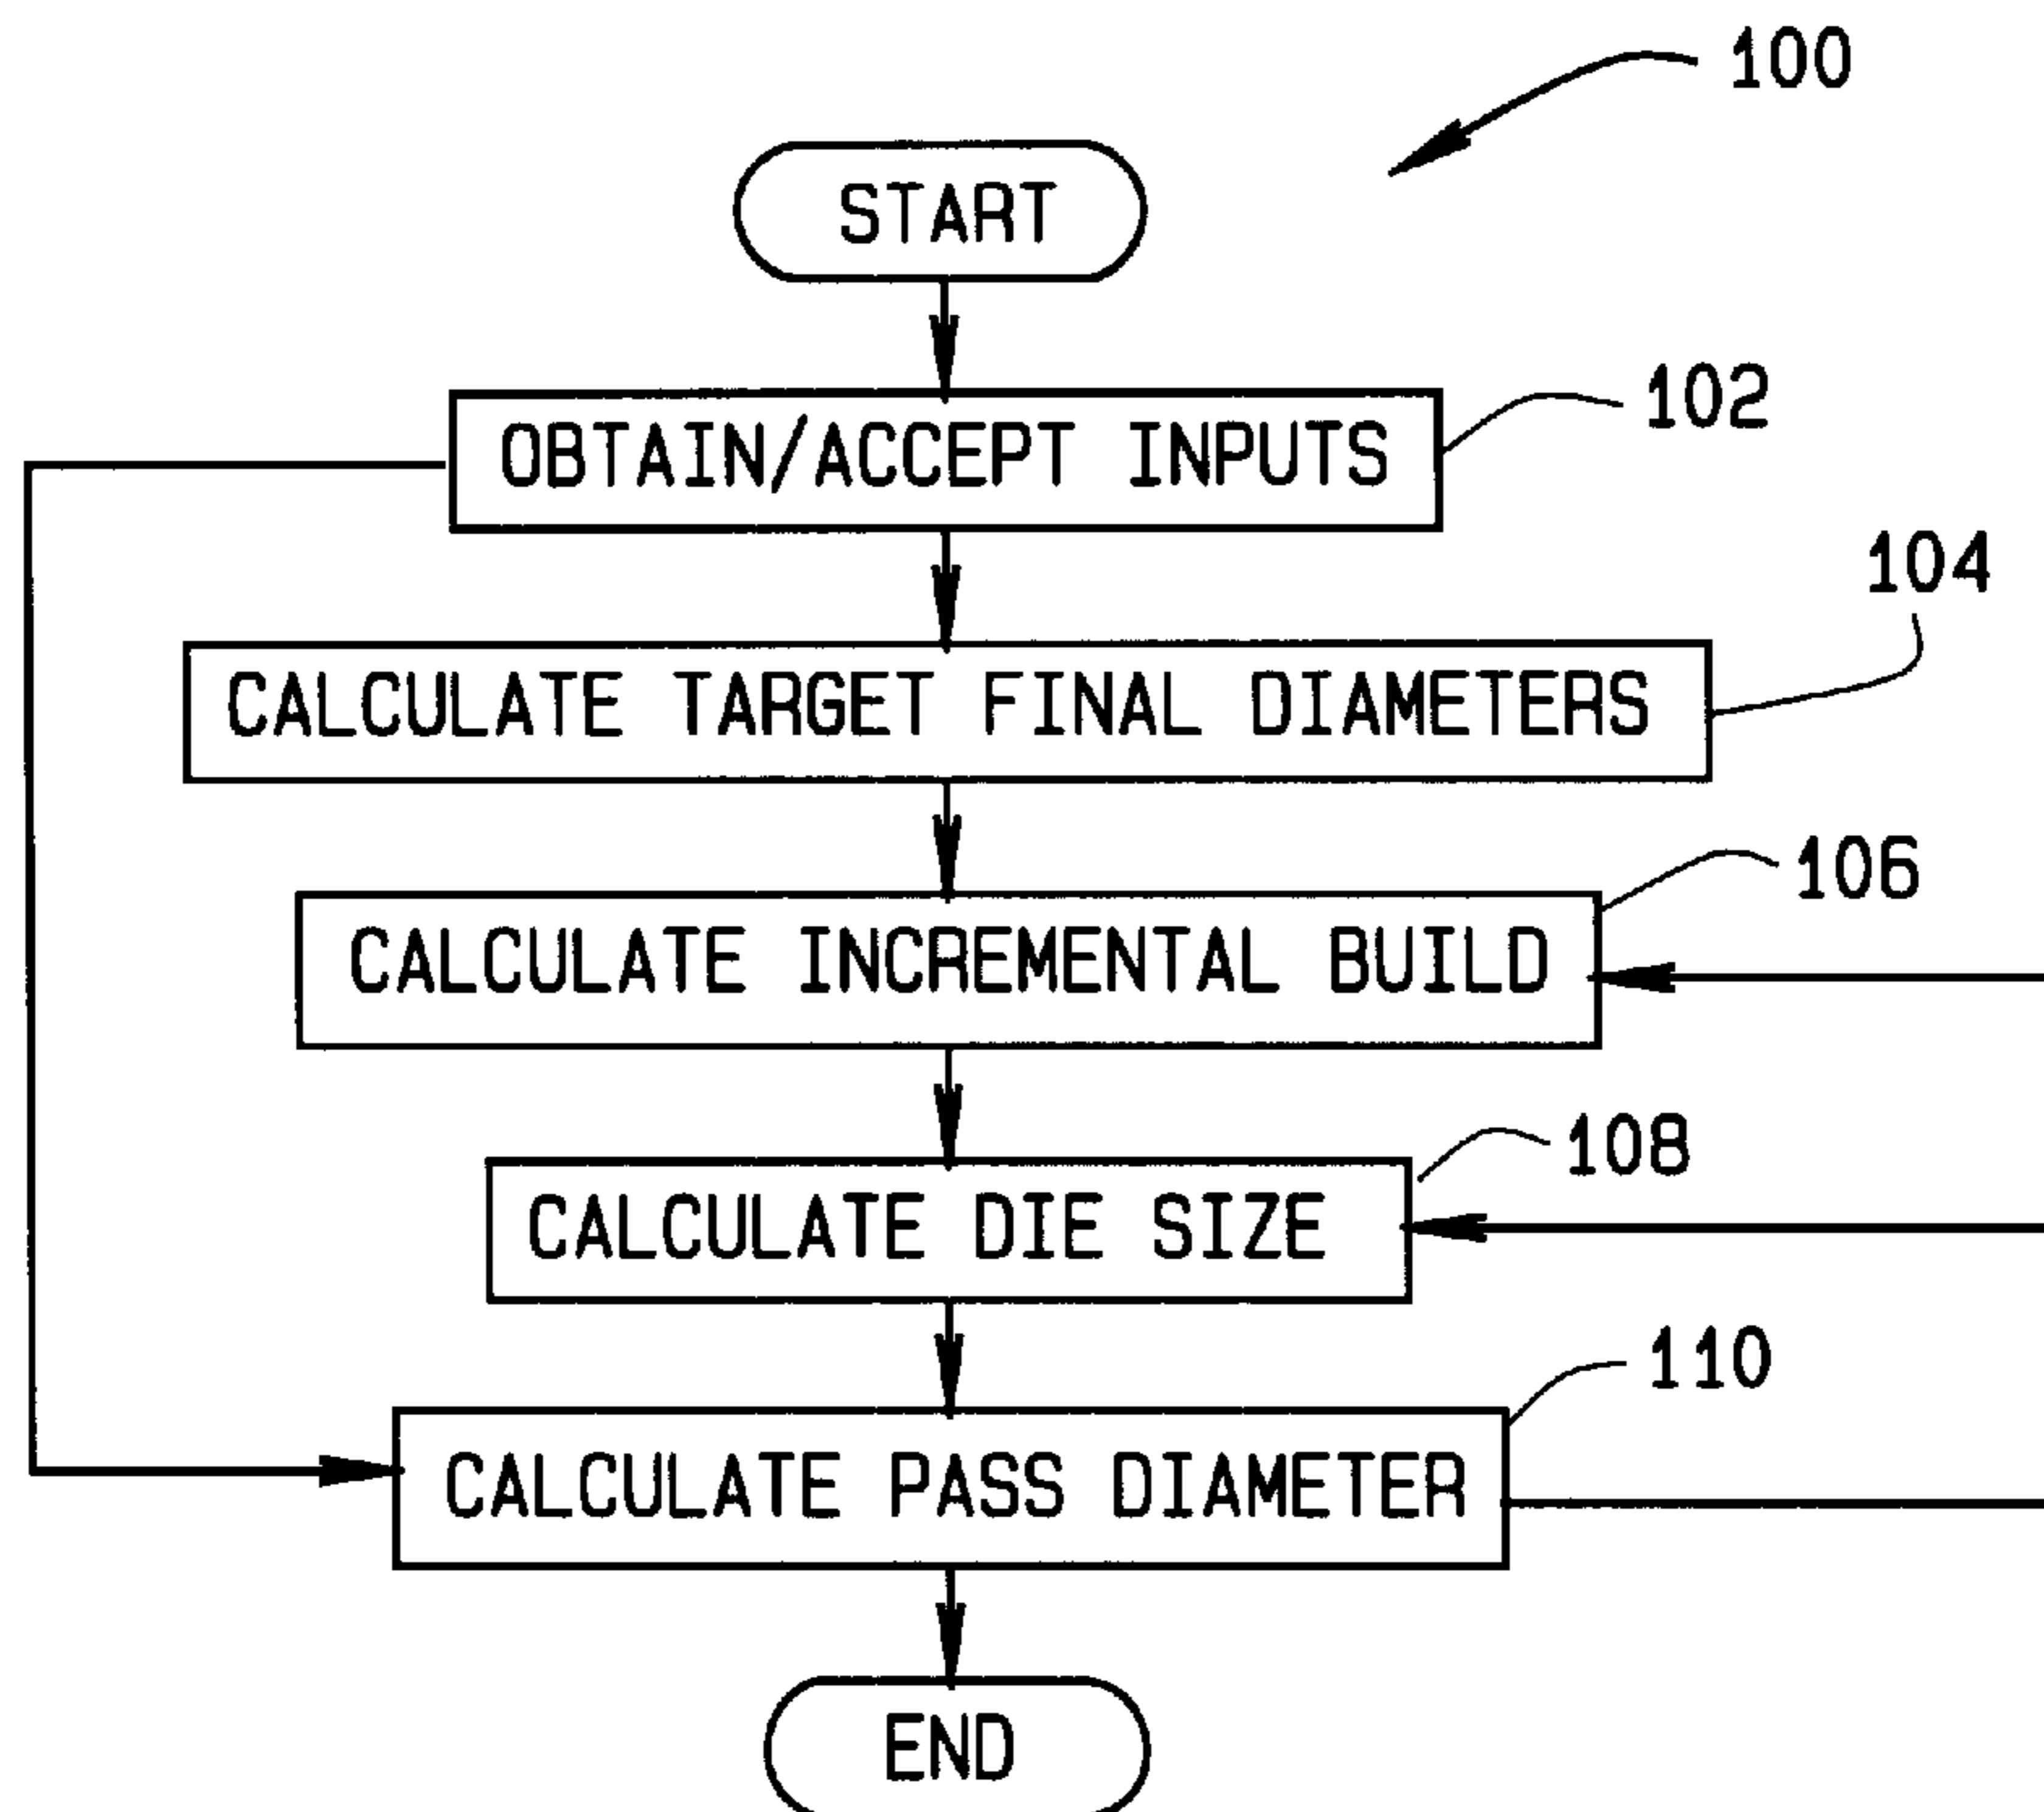 100
START
102
OBTAIN/ACCEPT INPUTS
104
CALCULATE TARGET FINAL DIAMETERS
106
CALCULATE INCREMENTAL BUILD
108
CALCULATE DIE SIZE
110
CALCULATE PASS DIAMETER
END